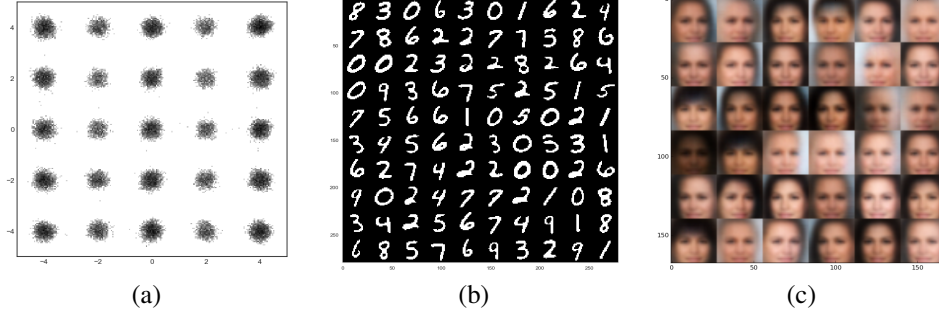 4
2
0
−2
−4
−4 −2 0 2 4
8 3 0 6 3 0 1 6 2 4
7 8 6 2 2 7 7 5 8 6
0 0 2 3 2 2 8 2 6 4
0 9 3 6 7 5 2 5 1 5
7 5 6 6 1 0 5 0 2 1
3 4 5 6 2 3 0 5 3 1
6 2 7 4 2 2 0 0 2 6
9 0 2 4 7 7 2 1 0 8
3 4 2 5 6 7 4 9 1 8
6 8 5 7 6 9 3 2 9 1
50
100
150
200
250
0 50 100 150 200 250
50
100
150
0 50 100 150
(a)
(b)
(c)